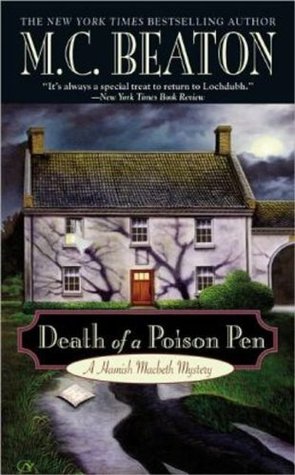 THE NEW YORK TIMES BESTSELLING AUTHOR
M.C. BEATON
"It's always a special treat to return to Lochdubh."
—New York Times Book Review
Death of a Poison Pen
A Hamish Macbeth Mystery